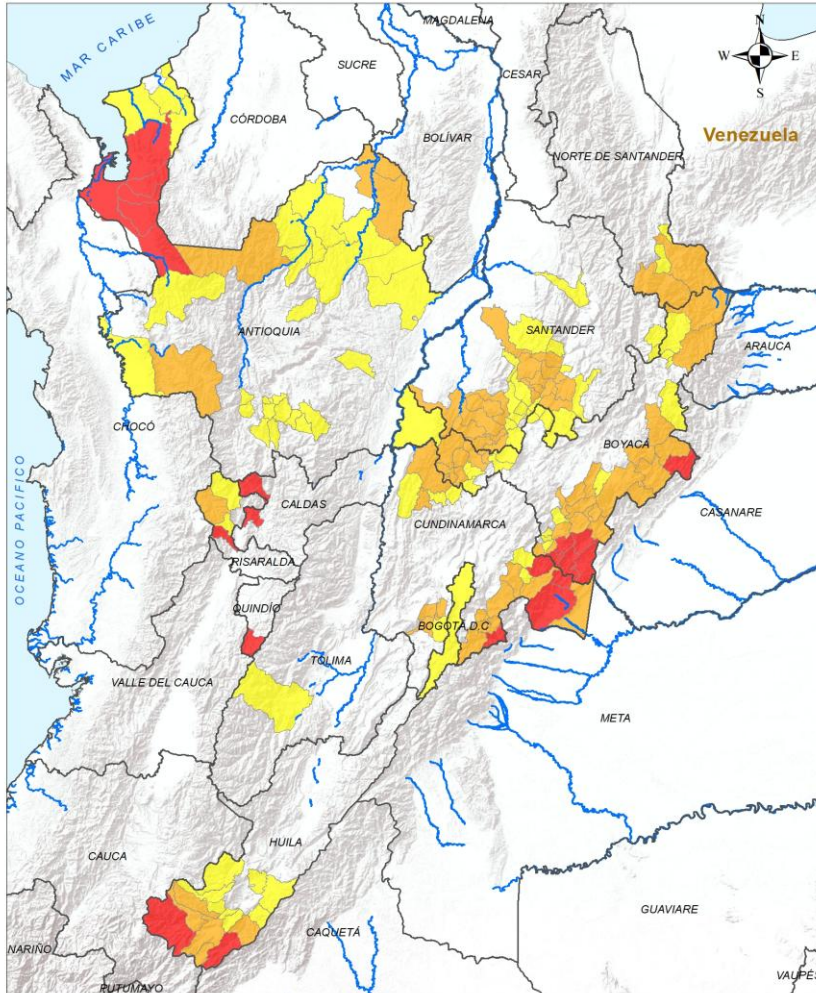 MAGDALENA
MAR CARIBE
N
W E
S
SUCRE
CESAR
CÓRDOBA
BOLÍVAR
Venezuela
NORTE DE SANTANDER
ANTIOQUIA
SANTANDER
ARAUCA
CHOCÓ
BOYACÁ
CALDAS
CASANARE
CUNDINAMARCA
OCEANO PACIFICO
RISARALDA
QUINDÍO
BOGOTÁ, D.C
TOLIMA
VALLE DEL CAUCA
META
HUILA
CAUCA
GUAVIARE
CAQUETÁ
NARIÑO
VAUPÉS
PUTUMAYO